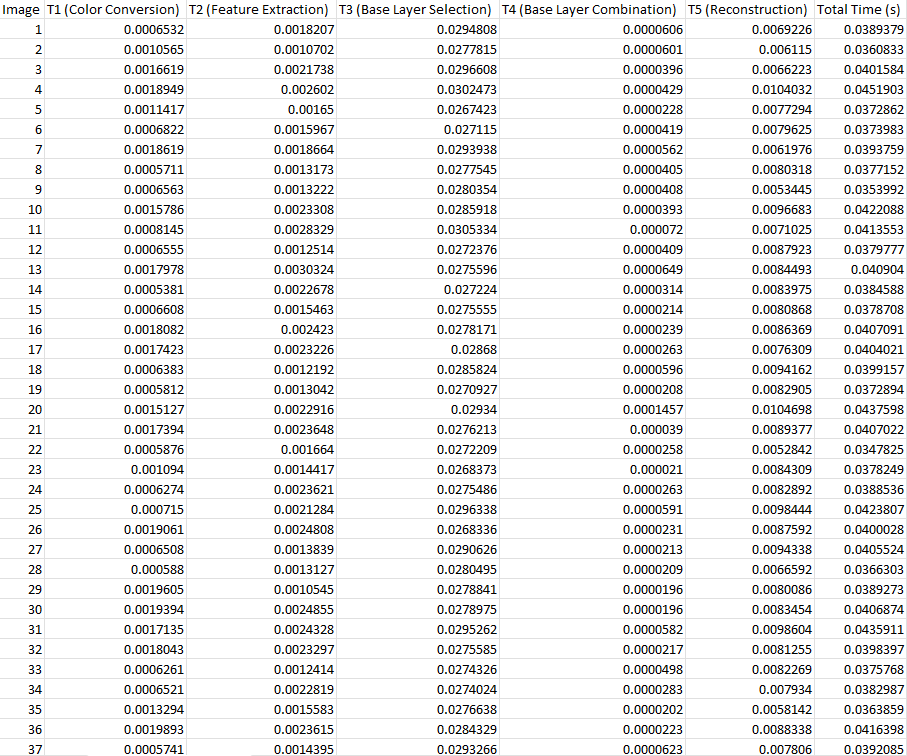 Image T1 (Color Conversion) T2 (Feature Extraction) T3 (Base Layer Selection) T4 (Base Layer Combination) T5 (Reconstruction) Total Time (s)
1 0.0006532 0.0018207 0.0294808 0.0000606 0.0069226 0.0389379
2 0.0010565 0.0010702 0.0277815 0.0000601 0.006115 0.0360833
3 0.0016619 0.0021738 0.0296608 0.0000396 0.0066223 0.0401584
4 0.0018949 0.002602 0.0302473 0.0000429 0.0104032 0.0451903
5 0.0011417 0.00165 0.0267423 0.0000228 0.0077294 0.0372862
6 0.0006822 0.0015967 0.027115 0.0000419 0.0079625 0.0373983
7 0.0018619 0.0018664 0.0293938 0.0000562 0.0061976 0.0393759
8 0.0005711 0.0013173 0.0277545 0.0000405 0.0080318 0.0377152
9 0.0006563 0.0013222 0.0280354 0.0000408 0.0053445 0.0353992
10 0.0015786 0.0023308 0.0285918 0.0000393 0.0096683 0.0422088
11 0.0008145 0.0028329 0.0305334 0.000072 0.0071025 0.0413553
12 0.0006555 0.0012514 0.0272376 0.0000409 0.0087923 0.0379777
13 0.0017978 0.0030324 0.0275596 0.0000649 0.0084493 0.040904
14 0.0005381 0.0022678 0.027224 0.0000314 0.0083975 0.0384588
15 0.0006608 0.0015463 0.0275555 0.0000214 0.0080868 0.0378708
16 0.0018082 0.002423 0.0278171 0.0000239 0.0086369 0.0407091
17 0.0017423 0.0023226 0.02868 0.0000263 0.0076309 0.0404021
18 0.0006383 0.0012192 0.0285824 0.0000596 0.0094162 0.0399157
19 0.0005812 0.0013042 0.0270927 0.0000208 0.0082905 0.0372894
20 0.0015127 0.0022916 0.02934 0.0001457 0.0104698 0.0437598
21 0.0017394 0.0023648 0.0276213 0.000039 0.0089377 0.0407022
22 0.0005876 0.001664 0.0272209 0.0000258 0.0052842 0.0347825
23 0.001094 0.0014417 0.0268373 0.000021 0.0084309 0.0378249
24 0.0006274 0.0023621 0.0275486 0.0000263 0.0082892 0.0388536
25 0.000715 0.0021284 0.0296338 0.0000591 0.0098444 0.0423807
26 0.0019061 0.0024808 0.0268336 0.0000231 0.0087592 0.0400028
27 0.0006508 0.0013839 0.0290626 0.0000213 0.0094338 0.0405524
28 0.000588 0.0013127 0.0280495 0.0000209 0.0066592 0.0366303
29 0.0019605 0.0010545 0.0278841 0.0000196 0.0080086 0.0389273
30 0.0019394 0.0024855 0.0278975 0.0000196 0.0083454 0.0406874
31 0.0017135 0.0024328 0.0295262 0.0000582 0.0098604 0.0435911
32 0.0018043 0.0023297 0.0275585 0.0000217 0.0081255 0.0398397
33 0.0006261 0.0012414 0.0274326 0.0000498 0.0082269 0.0375768
34 0.0006521 0.0022819 0.0274024 0.0000283 0.007934 0.0382987
35 0.0013294 0.0015583 0.0276638 0.0000202 0.0058142 0.0363859
36 0.0019893 0.0023615 0.0284329 0.0000223 0.0088338 0.0416398
37 0.0005741 0.0014395 0.0293266 0.0000623 0.007806 0.0392085